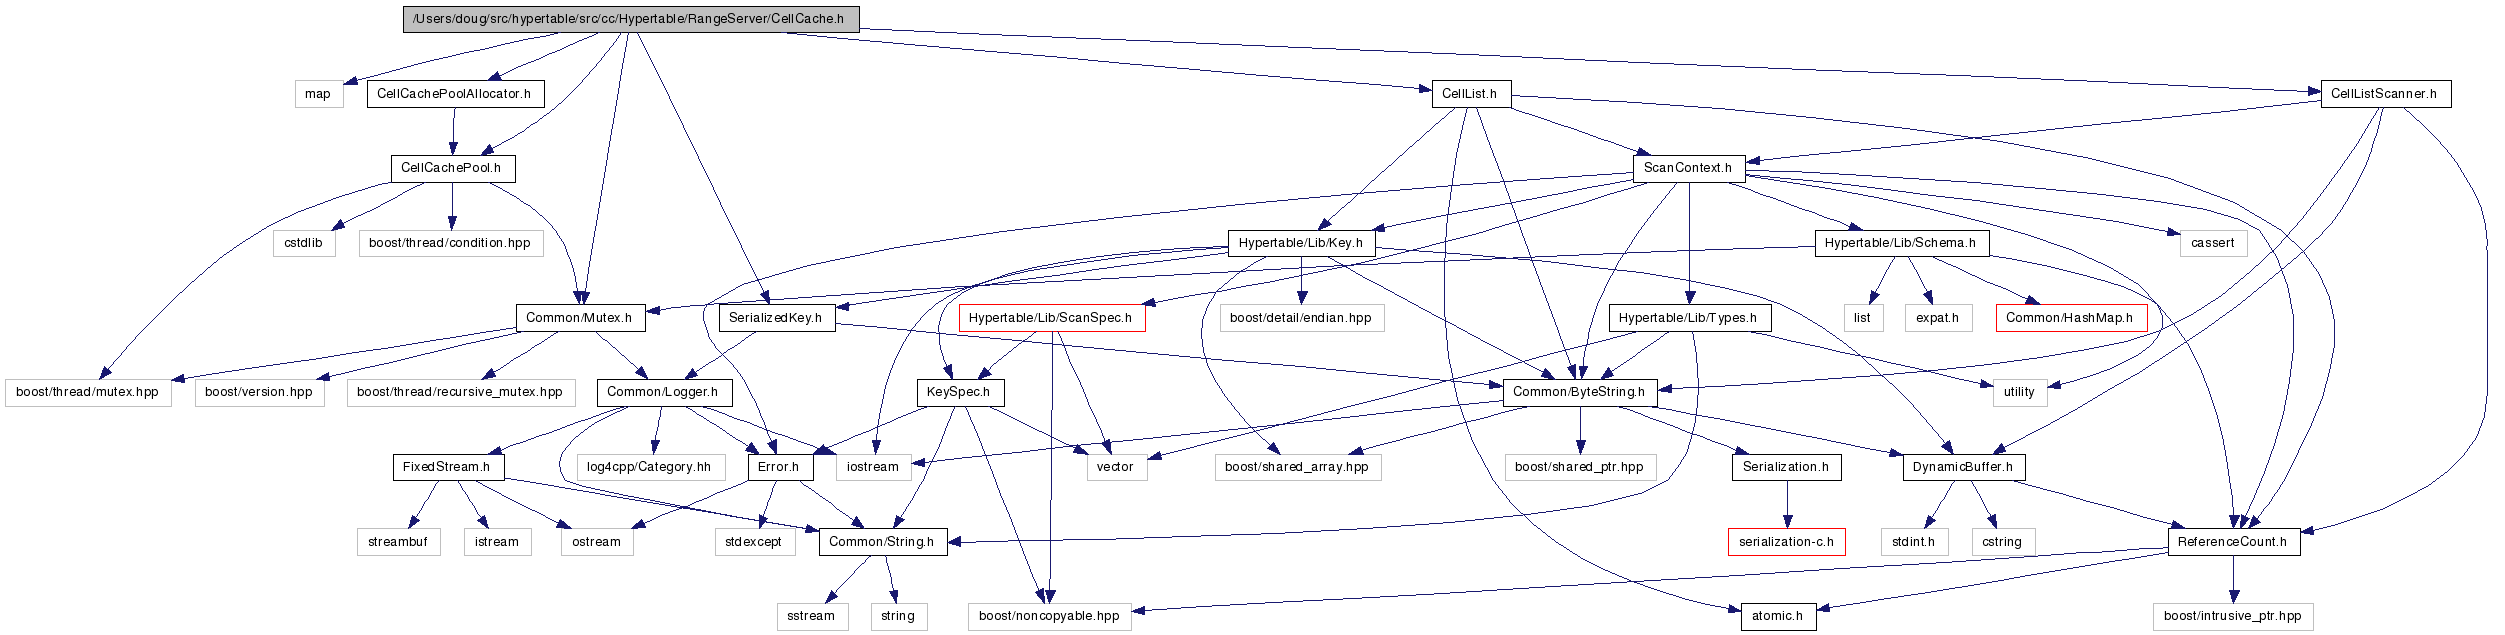 /Users/doug/src/hypertable/src/cc/Hypertable/RangeServer/CellCache.h
map
CellCachePoolAllocator.h
CellList.h
CellListScanner.h
CellCachePool.h
ScanContext.h
cstdlib
boost/thread/condition.hpp
Hypertable/Lib/Key.h
Hypertable/Lib/Schema.h
cassert
Common/Mutex.h
SerializedKey.h
Hypertable/Lib/ScanSpec.h
boost/detail/endian.hpp
Hypertable/Lib/Types.h
list
expat.h
Common/HashMap.h
boost/thread/mutex.hpp
boost/version.hpp
boost/thread/recursive_mutex.hpp
Common/Logger.h
KeySpec.h
Common/ByteString.h
utility
FixedStream.h
log4cpp/Category.hh
Error.h
iostream
vector
boost/shared_array.hpp
boost/shared_ptr.hpp
Serialization.h
DynamicBuffer.h
streambuf
istream
ostream
stdexcept
Common/String.h
serialization-c.h
stdint.h
cstring
ReferenceCount.h
sstream
string
boost/noncopyable.hpp
atomic.h
boost/intrusive_ptr.hpp